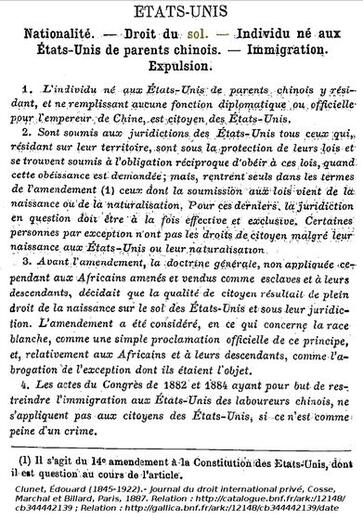 ETATS-UNIS
Nationalité. — Droit du sol. — Individu né aux
États-Unis de parents chinois. — Immigration.
Expulsion.
1. L'individu né aux États-Unis de parents chinois y rési-
dant, et ne remplissant aucune fonction diplomatique ou officielle
pour l'empereur de Chine, est citoyen des États-Unis.
2. Sont soumis aux juridictions des États-Unis tous ceux qui,
résidant sur leur territoire, sont sous la protection de leurs lois et
se trouvent soumis à l'obligation réciproque d'obéir à ces lois, quand
cette obéissance est demandée; mais, rentrent seuls dans les termes
de l'amendement (1) ceux dont la soumission aux lois vient de la
naissance ou de la naturalisation. Pour ces derniers, la juridiction
en question doit être à la fois effective et exclusive. Certaines
personnes par exception n'ont pas les droits de citoyen malgré leur
naissance aux États-Unis ou leur naturalisation.
3. Avant l'amendement, la doctrine générale, non appliquée ce-
pendant aux Africains amenés et vendus comme esclaves et à leurs
descendants, décidait que la qualité de citoyen résultait de plein
droit de la naissance sur le sol des États-Unis et sous leur juridic-
tion. L'amendement a été considéré, en ce qui concerne la race
blanche, comme une simple proclamation officielle de ce principe,
et, relativement aux Africains et à leurs descendants, comme l'a-
brogation de l'exception dont ils étaient l'objet.
4. Les actes du Congrès de 1882 et 1884 ayant pour but de res-
treindre l'immigration aux États-Unis des laboureurs chinois, ne
s'appliquent pas aux citoyens des États-Unis, si ce n'est comme
peine d'un crime.
(1) Il s'agit du 14e amendement à la Constitution des Etats-Unis, dont
il est question au cours de l'article.
Clunet, Edouard (1845-1922).- Journal du droit international privé, Cosse,
Marchal et Billard, Paris, 1887. Relation : http://catalogue.bnf.fr/ark:/12148/
cb344442139 ; Relation : http://gallica.bnf.fr/ark:/12148/cb344442139/date